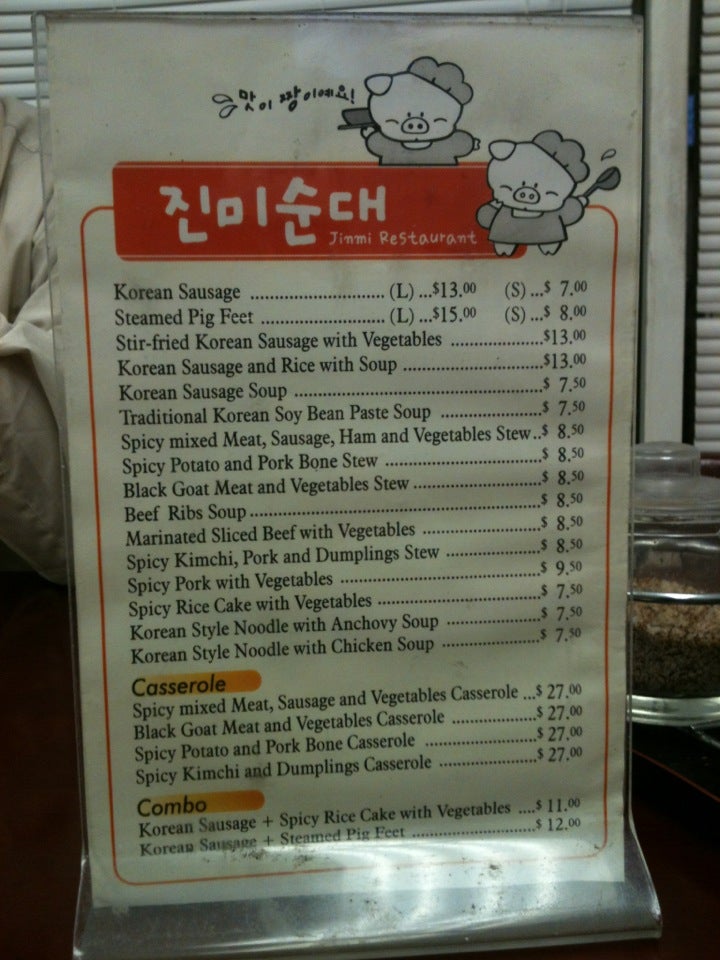 맛이 짱이예요!
진미순대
Jinmi Restaurant
Korean Sausage ............................ (L) ...$13.00 (S) ...$ 7.00
Steamed Pig Feet .......................... (L) ...$15.00 (S) ...$ 8.00
Stir-fried Korean Sausage with Vegetables .....................$13.00
Korean Sausage and Rice with Soup .............................$13.00
Korean Sausage Soup ....................................................$ 7.50
Traditional Korean Soy Bean Paste Soup .....................$ 7.50
Spicy mixed Meat, Sausage, Ham and Vegetables Stew..$ 8.50
Spicy Potato and Pork Bone Stew .................................$ 8.50
Black Goat Meat and Vegetables Stew ...........................$ 8.50
Beef Ribs Soup .............................................................$ 8.50
Marinated Sliced Beef with Vegetables .........................$ 8.50
Spicy Kimchi, Pork and Dumplings Stew ....................$ 8.50
Spicy Pork with Vegetables ..........................................$ 9.50
Spicy Rice Cake with Vegetables ..................................$ 7.50
Korean Style Noodle with Anchovy Soup ....................$ 7.50
Korean Style Noodle with Chicken Soup .....................$ 7.50
Casserole
Spicy mixed Meat, Sausage and Vegetables Casserole ...$ 27.00
Black Goat Meat and Vegetables Casserole ..................$ 27.00
Spicy Potato and Pork Bone Casserole .......................$ 27.00
Spicy Kimchi and Dumplings Casserole .....................$ 27.00
Combo
Korean Sausage + Spicy Rice Cake with Vegetables ....$ 11.00
Korean Sausage + Steamed Pig Feet ..........................$ 12.00